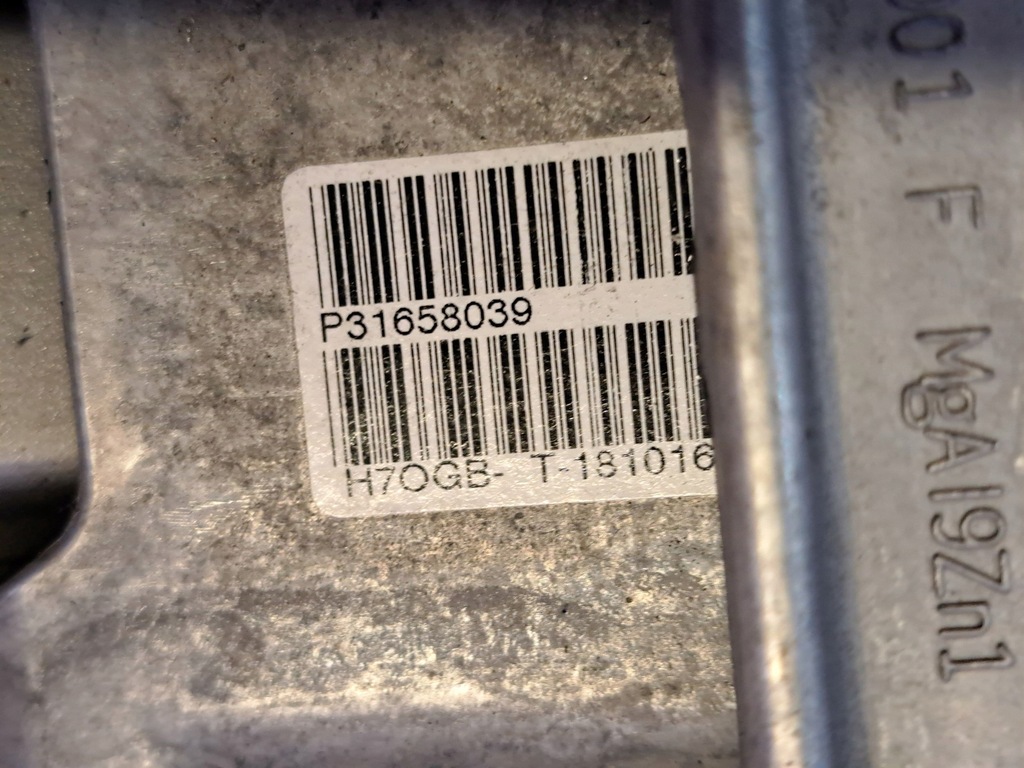 P31658039
H7OGB- T-181016
001 F MgAl9Zn1